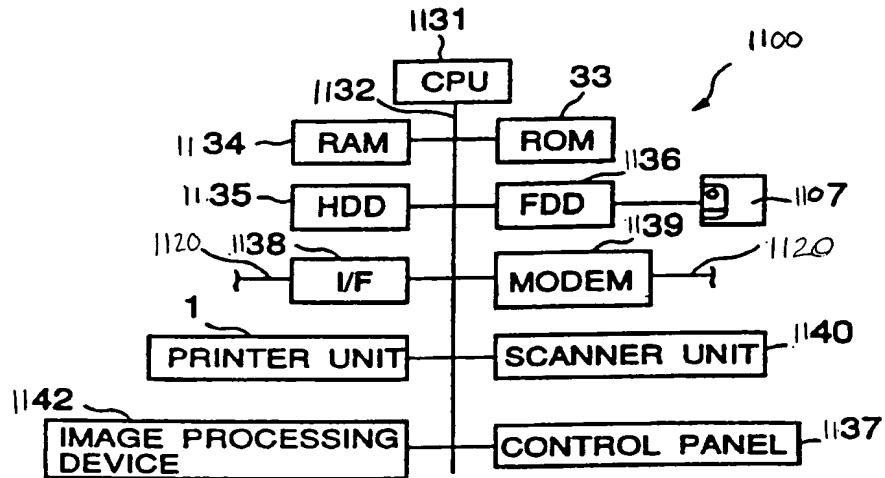 1131
1100
CPU
1132
33
1134
RAM
ROM
1136
1135
HDD
FDD
1107
1139
1120
1138
1120
I/F
MODEM
1
1140
PRINTER UNIT
SCANNER UNIT
1142
IMAGE PROCESSING
DEVICE
CONTROL PANEL
1137